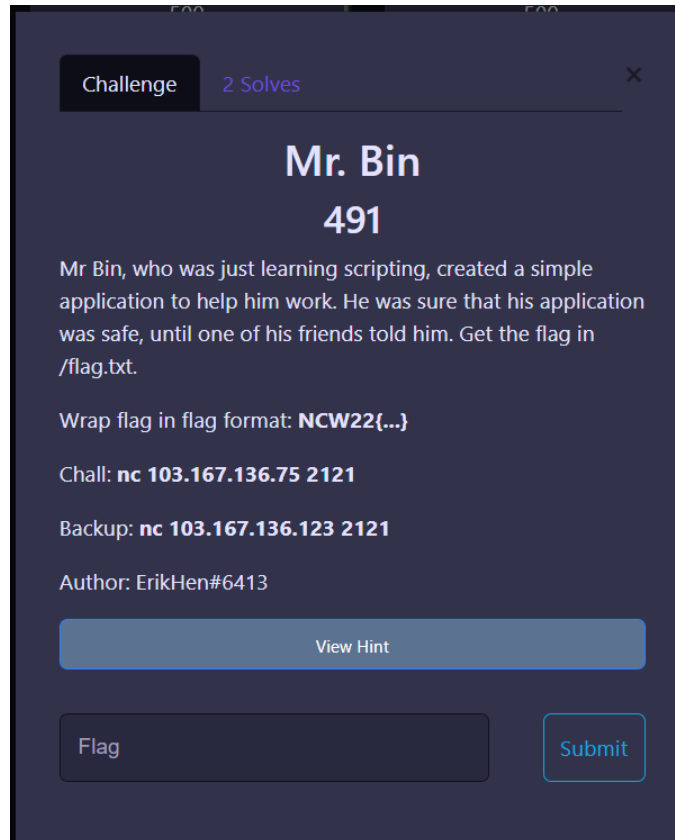 Challenge
2 Solves
×
Mr. Bin
491
Mr Bin, who was just learning scripting, created a simple
application to help him work. He was sure that his application
was safe, until one of his friends told him. Get the flag in
/flag.txt.
Wrap flag in flag format: NCW22{...}
Chall: nc 103.167.136.75 2121
Backup: nc 103.167.136.123 2121
Author: ErikHen#6413
View Hint
Flag
Submit